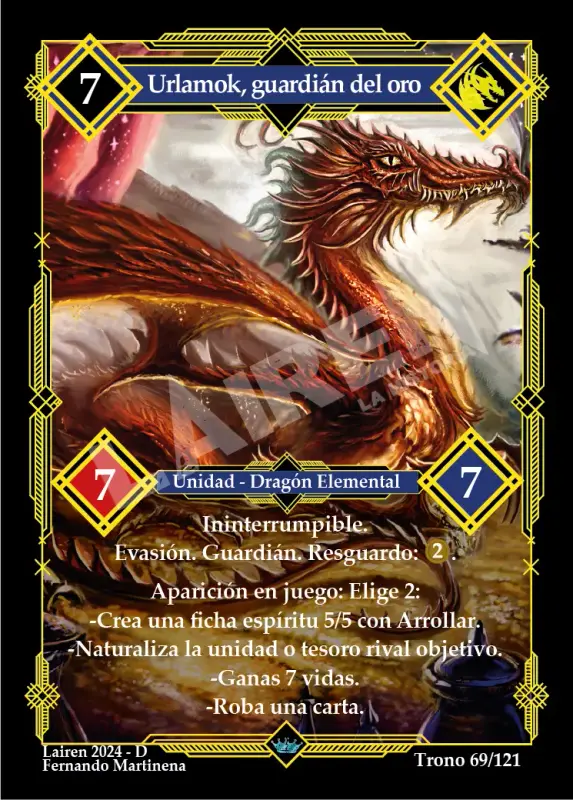 7
Urlamok, guardián del oro
7
Unidad - Dragón Elemental
7
Ininterrumpible.
Evasión. Guardián. Resguardo: 2 .
Aparición en juego: Elige 2:
-Crea una ficha espíritu 5/5 con Arrollar.
-Naturaliza la unidad o tesoro rival objetivo.
-Ganas 7 vidas.
-Roba una carta.
Lairen 2024 - D
Fernando Martinena
Trono 69/121